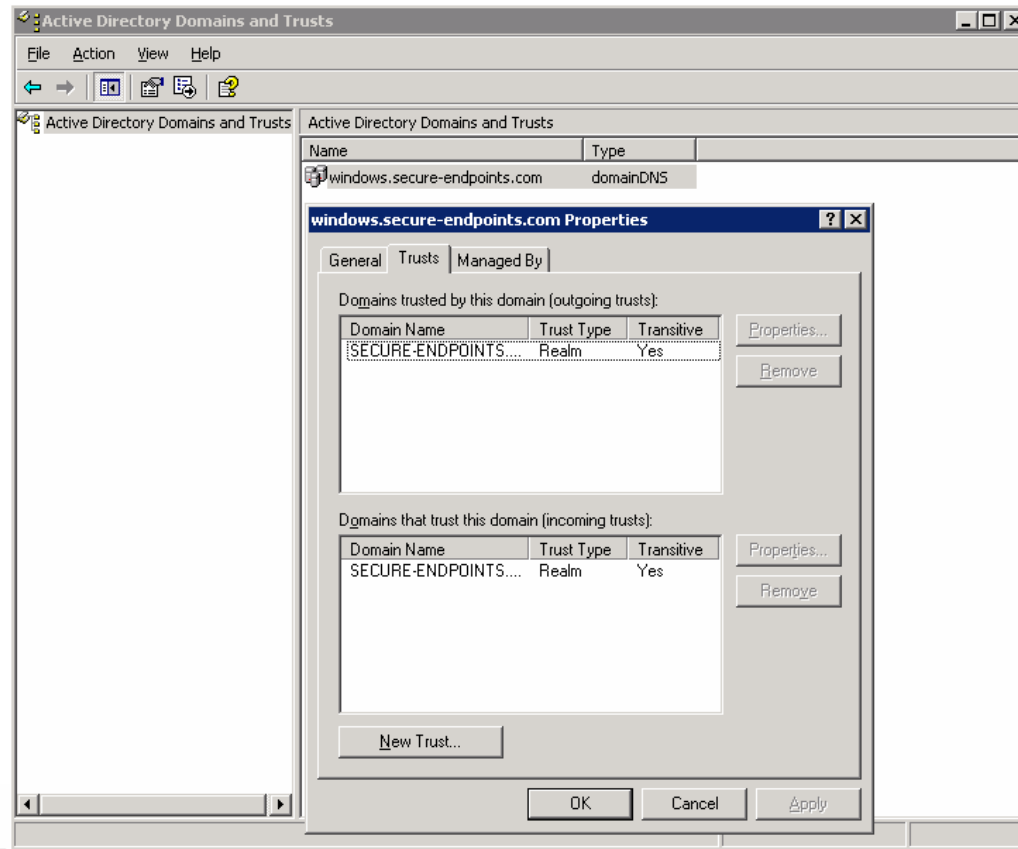 Active Directory Domains and Trusts
File Action View Help
Active Directory Domains and Trusts
Active Directory Domains and Trusts
Name Type
windows.secure-endpoints.com domainDNS
windows.secure-endpoints.com Properties
General Trusts Managed By
Domains trusted by this domain (outgoing trusts):
Domain Name Trust Type Transitive
SECURE-ENDPOINTS.... Realm Yes
Properties...
Remove
Domains that trust this domain (incoming trusts):
Domain Name Trust Type Transitive
SECURE-ENDPOINTS.... Realm Yes
Properties...
Remove
New Trust...
OK Cancel Apply